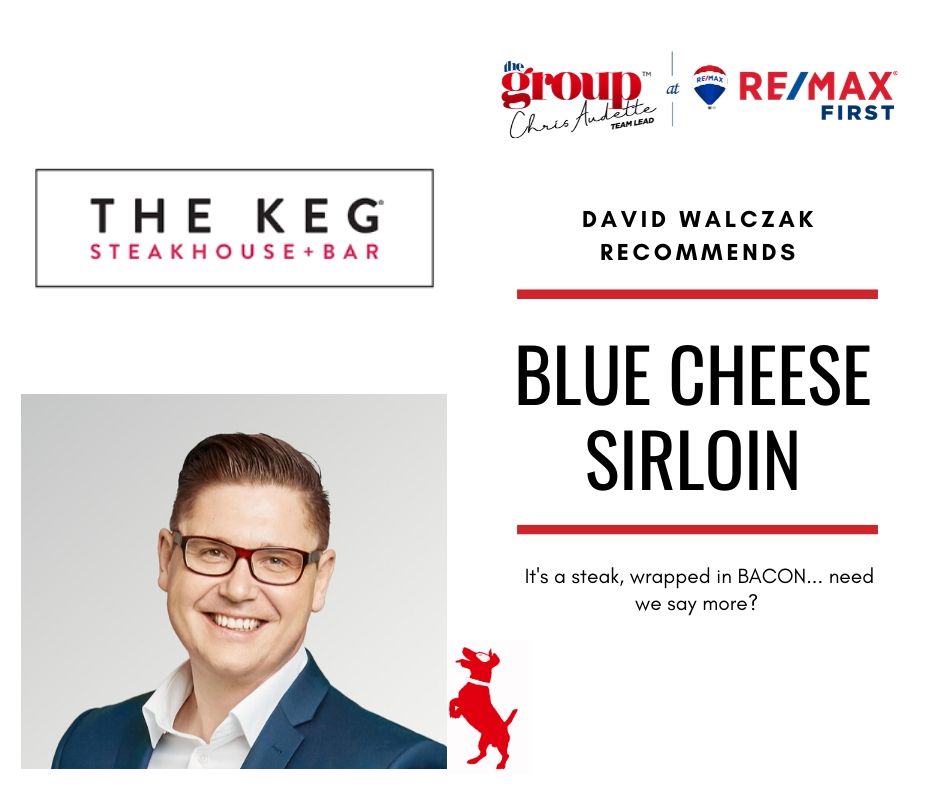 the
group™
Chris Audette
TEAM LEAD
at
RE/MAX
RE/MAX®
FIRST
THE KEG®
STEAKHOUSE+BAR
DAVID WALCZAK
RECOMMENDS
BLUE CHEESE
SIRLOIN
It's a steak, wrapped in BACON... need
we say more?